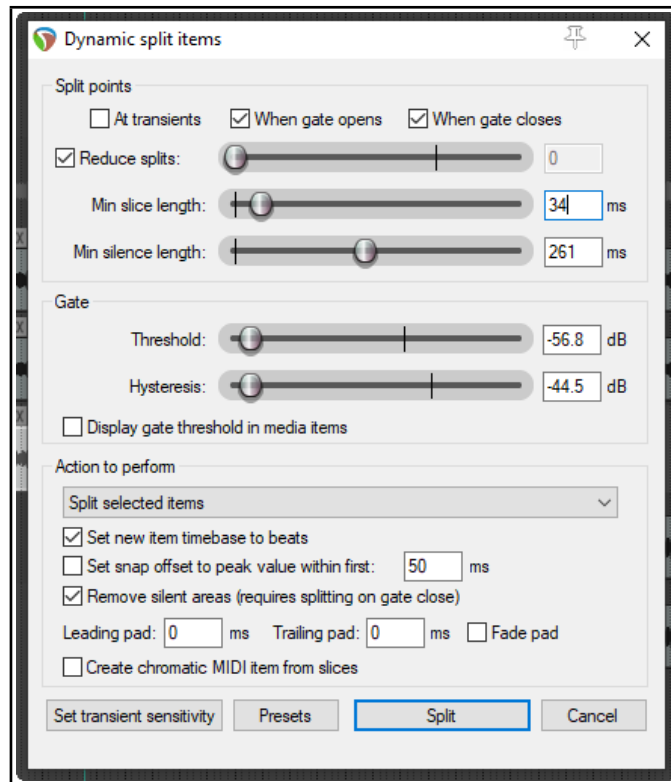 Dynamic split items
Split points
At transients When gate opens When gate closes
Reduce splits: 0
Min slice length: 34 ms
Min silence length: 261 ms
Gate
Threshold: -56.8 dB
Hysteresis: -44.5 dB
Display gate threshold in media items
Action to perform
Split selected items
Set new item timebase to beats
Set snap offset to peak value within first: 50 ms
Remove silent areas (requires splitting on gate close)
Leading pad: 0 ms Trailing pad: 0 ms Fade pad
Create chromatic MIDI item from slices
Set transient sensitivity Presets Split Cancel